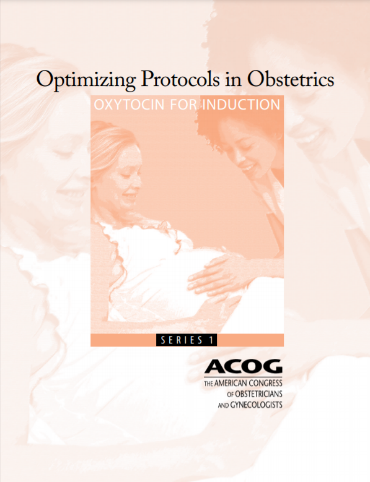 Optimizing Protocols in Obstetrics
OXYTOCIN FOR INDUCTION
SERIES 1
ACOG
THE AMERICAN CONGRESS
OF OBSTETRICIANS
AND GYNECOLOGISTS